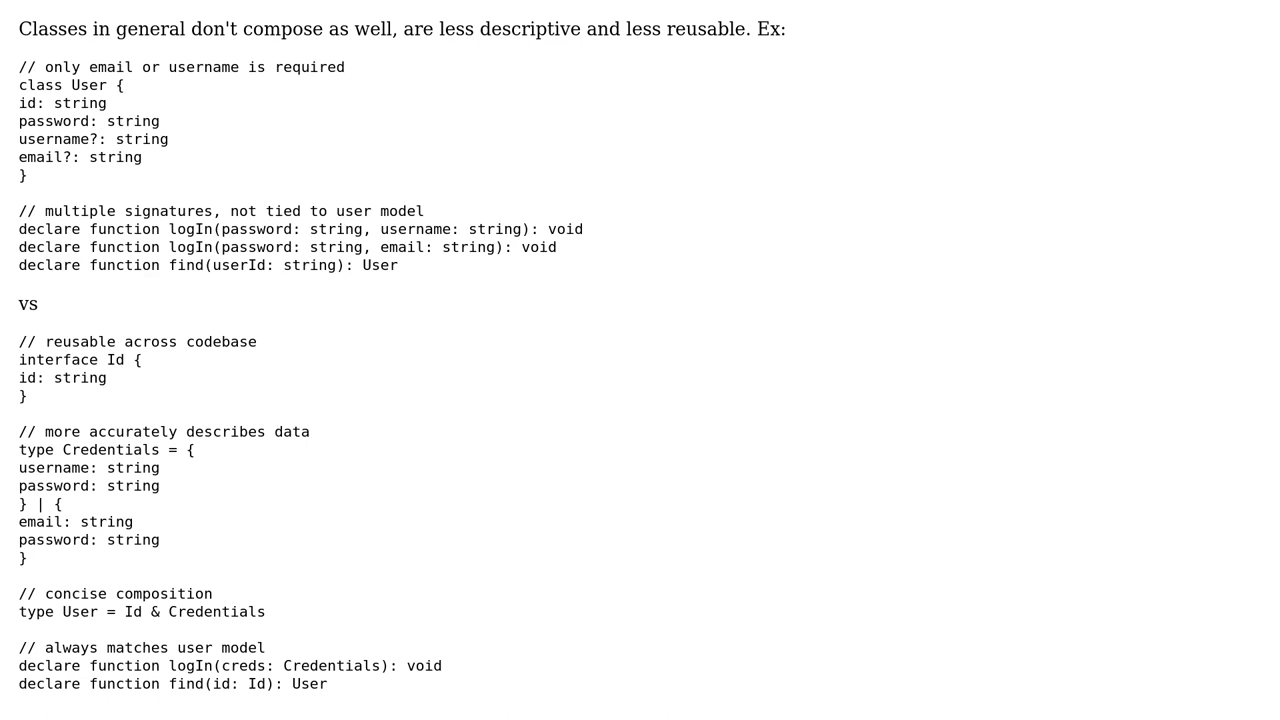 Classes in general don't compose as well, are less descriptive and less reusable. Ex:
// only email or username is required
class User {
id: string
password: string
username?: string
email?: string
}
// multiple signatures, not tied to user model
declare function logIn(password: string, username: string): void
declare function logIn(password: string, email: string): void
declare function find(userId: string): User
vs
// reusable across codebase
interface Id {
id: string
}
// more accurately describes data
type Credentials = {
username: string
password: string
} | {
email: string
password: string
}
// concise composition
type User = Id & Credentials
// always matches user model
declare function logIn(creds: Credentials): void
declare function find(id: Id): User